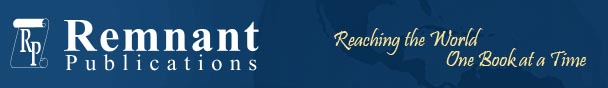 RP
Remnant
Publications
Reaching the World
One Book at a Time